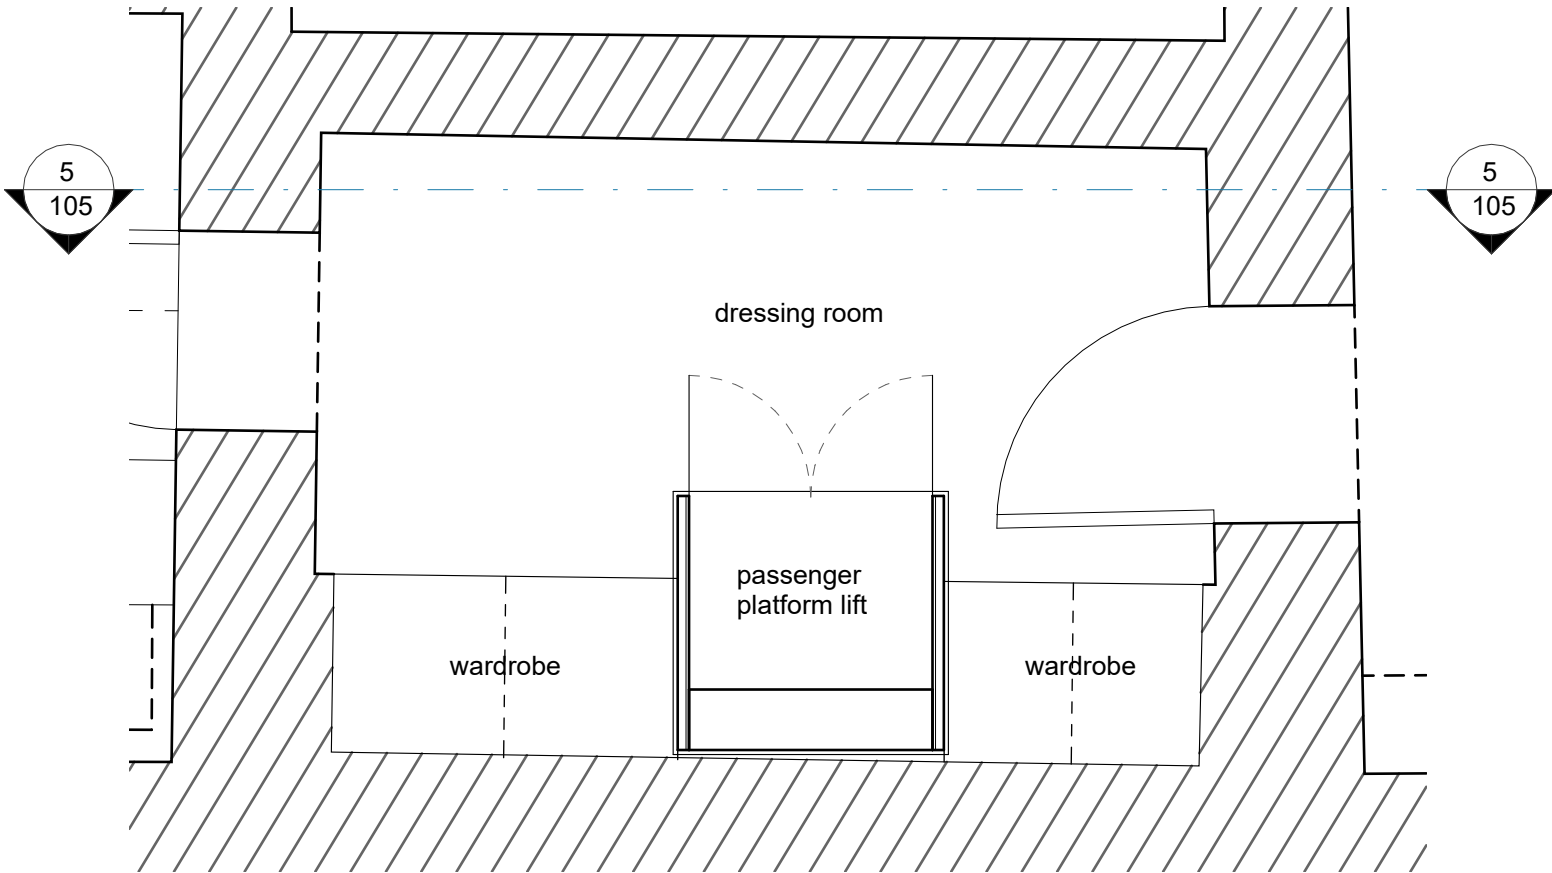 5
105
5
105
dressing room
passenger
platform lift
wardrobe
wardrobe